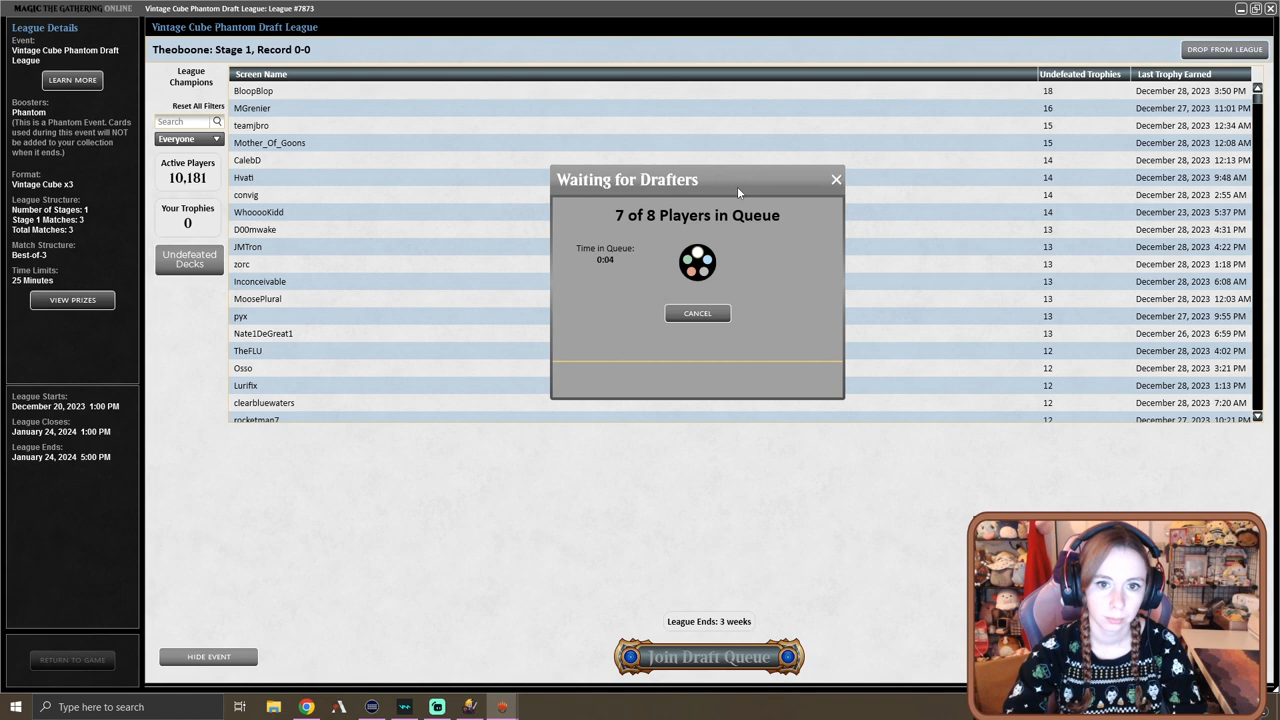 MAGIC THE GATHERING ONLINE
Vintage Cube Phantom Draft League: League #7873
League Details
Event:
Vintage Cube Phantom Draft
League
LEARN MORE
Boosters:
Phantom
(This is a Phantom Event. Cards
used during this event will NOT
be added to your collection
when it ends.)
Format:
Vintage Cube x3
League Structure:
Number of Stages: 1
Stage 1 Matches: 3
Total Matches: 3
Match Structure:
Best-of-3
Time Limits:
25 Minutes
VIEW PRIZES
League Starts:
December 20, 2023 1:00 PM
League Closes:
January 24, 2024 1:00 PM
League Ends:
January 24, 2024 5:00 PM
RETURN TO GAME
Vintage Cube Phantom Draft League
Theoboone: Stage 1, Record 0-0
DROP FROM LEAGUE
League
Champions
Reset All Filters
Search
Everyone
Active Players
10,181
Your Trophies
0
Undefeated
Decks
Screen Name Undefeated Trophies Last Trophy Earned
BloopBlop 18 December 28, 2023 3:50 PM
MGrenier 16 December 27, 2023 11:01 PM
teamjbro 15 December 28, 2023 12:34 AM
Mother_Of_Goons 15 December 28, 2023 12:08 AM
CalebD 14 December 28, 2023 12:13 PM
Hvati 14 December 28, 2023 9:48 AM
convig 14 December 28, 2023 2:55 AM
WhooooKidd 14 December 23, 2023 5:37 PM
D00mwake 13 December 28, 2023 4:31 PM
JMTron 13 December 28, 2023 4:22 PM
zorc 13 December 28, 2023 1:18 PM
Inconceivable 13 December 28, 2023 6:08 AM
MoosePlural 13 December 28, 2023 12:03 AM
pyx 13 December 27, 2023 9:55 PM
Nate1DeGreat1 13 December 26, 2023 6:59 PM
TheFLU 12 December 28, 2023 4:02 PM
Osso 12 December 28, 2023 3:21 PM
Lurifix 12 December 28, 2023 1:13 PM
clearbluewaters 12 December 28, 2023 7:20 AM
rocketman7 12 December 27, 2023 10:21 PM
Waiting for Drafters
7 of 8 Players in Queue
Time in Queue:
0:04
CANCEL
League Ends: 3 weeks
HIDE EVENT
Join Draft Queue
Type here to search